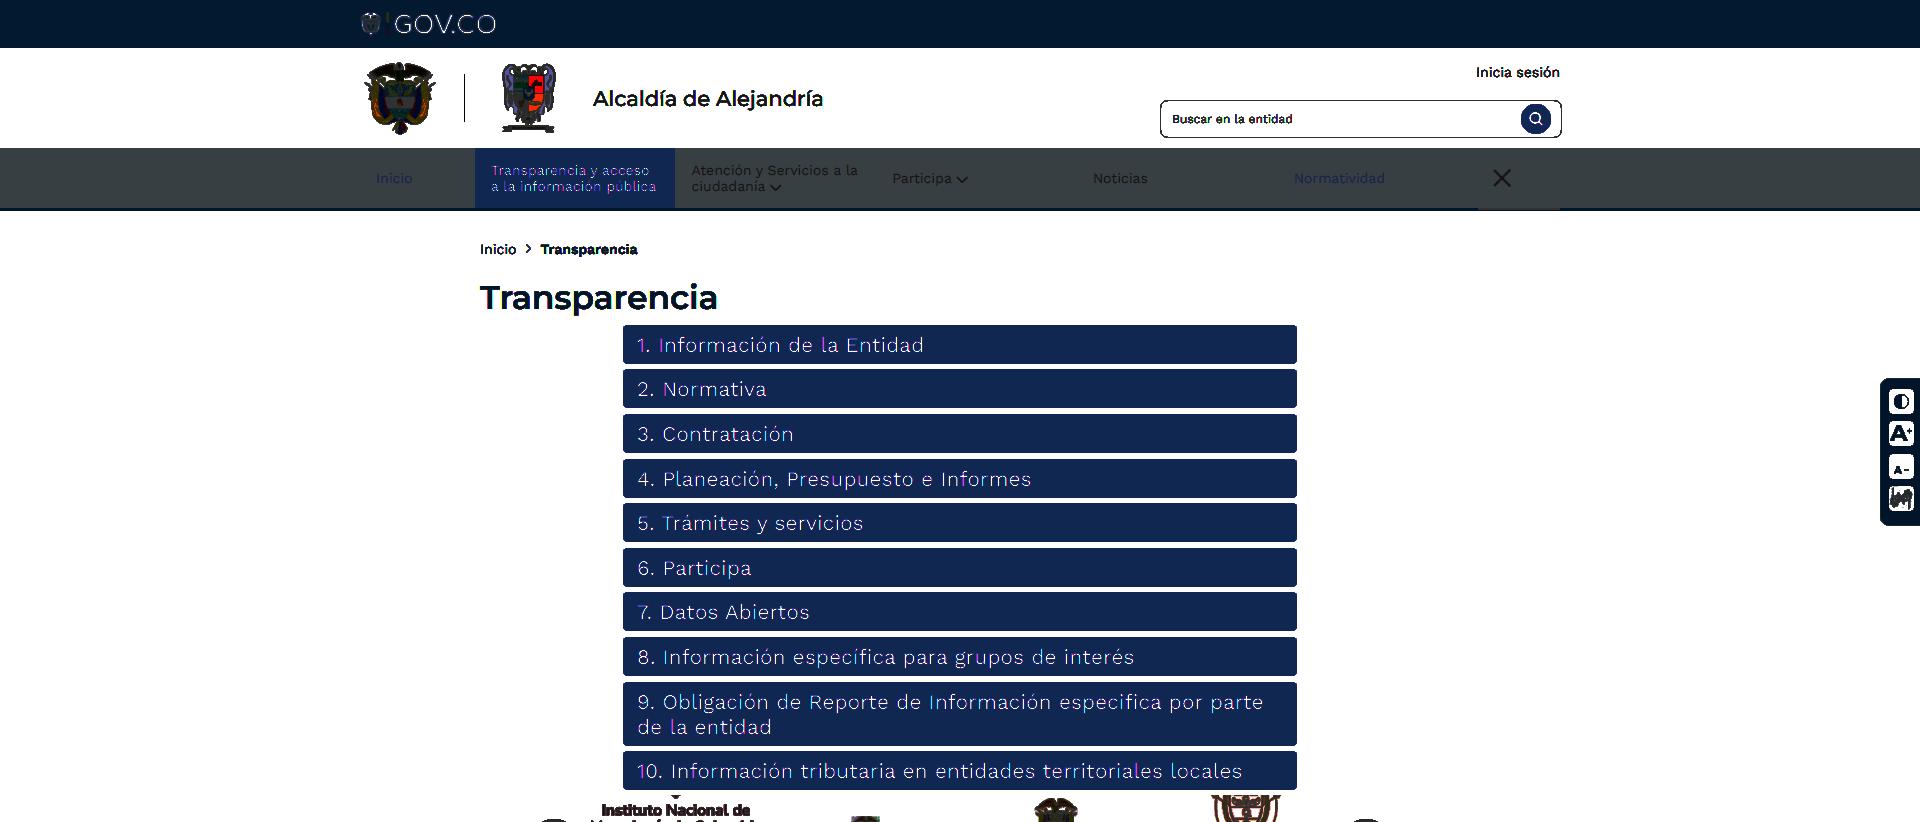 GOV.CO
Inicia sesión
Alcaldía de Alejandría
Buscar en la entidad
Inicio
Transparencia y acceso
a la información pública
Atención y Servicios a la
ciudadanía
Participa
Noticias
Normatividad
Inicio > Transparencia
Transparencia
1. Información de la Entidad
2. Normativa
3. Contratación
4. Planeación, Presupuesto e Informes
5. Trámites y servicios
6. Participa
7. Datos Abiertos
8. Información específica para grupos de interés
9. Obligación de Reporte de Información especifica por parte
de la entidad
10. Información tributaria en entidades territoriales locales
A+
A-
Instituto Nacional de